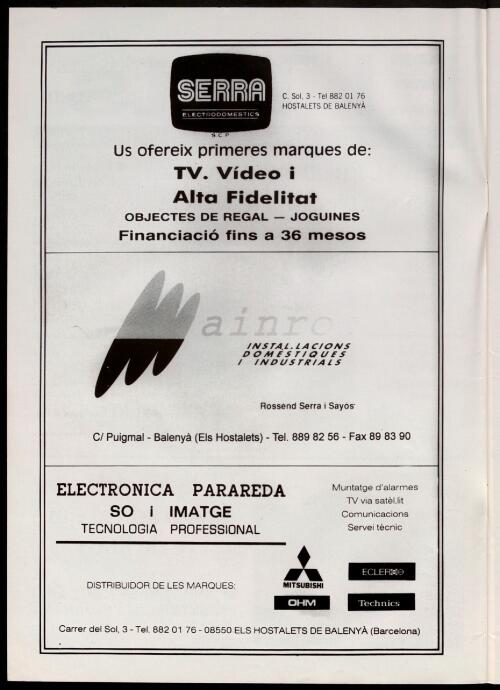 SERRA
ELECTRODOMESTICS
S.C.P
C. Sol, 3 - Tel 882 01 76
HOSTALETS DE BALENYÀ
Us ofereix primeres marques de:
TV. Vídeo i
Alta Fidelitat
OBJECTES DE REGAL — JOGUINES
Financiació fins a 36 mesos
Mainro
INSTAL.LACIONS
DOMESTIQUES
I INDUSTRIALS
Rossend Serra i Sayos
C/ Puigmal - Balenyà (Els Hostalets) - Tel. 889 82 56 - Fax 89 83 90
ELECTRONICA PARAREDA
SO i IMATGE
TECNOLOGIA PROFESSIONAL
Muntatge d'alarmes
TV via satèl.lit
Comunicacions
Servei tècnic
DISTRIBUIDOR DE LES MARQUES:
MITSUBISHI
ECLER
OHM
Technics
Carrer del Sol, 3 - Tel. 882 01 76 - 08550 ELS HOSTALETS DE BALENYÀ (Barcelona)